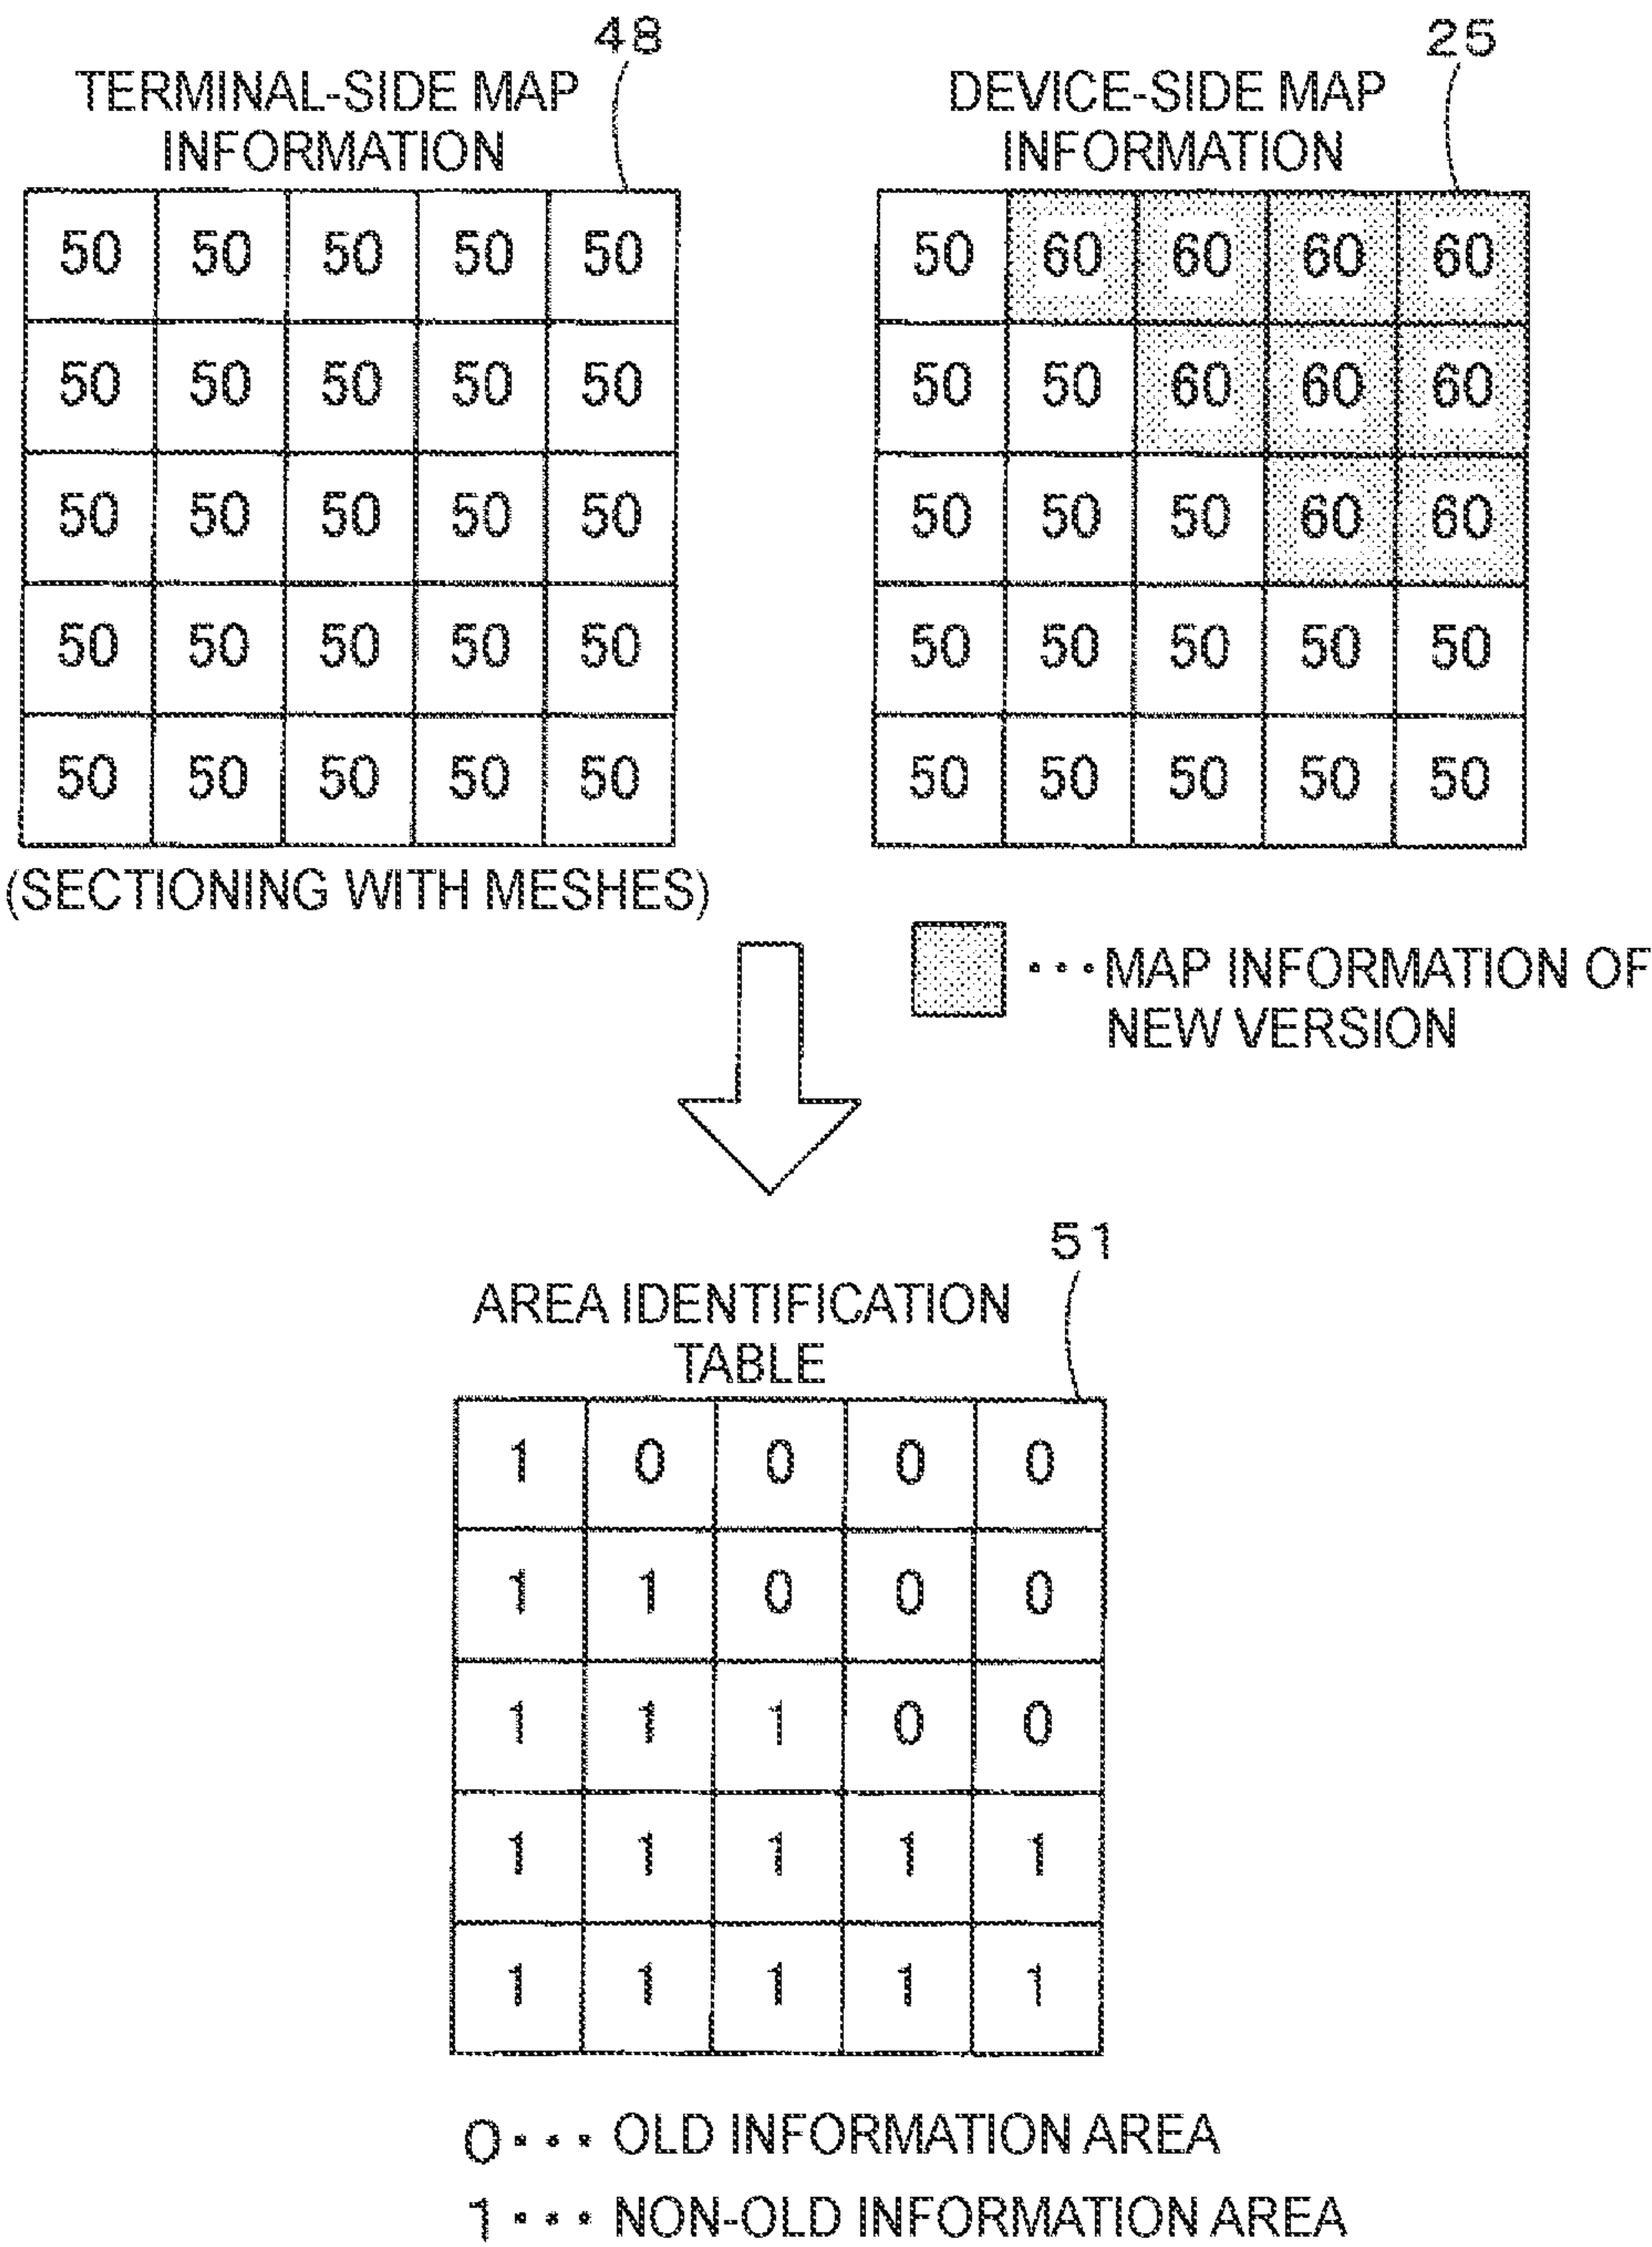 48
TERMINAL-SIDE MAP
INFORMATION
50 50 50 50 50
50 50 50 50 50
50 50 50 50 50
50 50 50 50 50
50 50 50 50 50
(SECTIONING WITH MESHES)
25
DEVICE-SIDE MAP
INFORMATION
50 60 60 60 60
50 50 60 60 60
50 50 50 60 60
50 50 50 50 50
50 50 50 50 50
···MAP INFORMATION OF
NEW VERSION
51
AREA IDENTIFICATION
TABLE
1 0 0 0 0
1 1 0 0 0
1 1 1 0 0
1 1 1 1 1
1 1 1 1 1
0··· OLD INFORMATION AREA
1··· NON-OLD INFORMATION AREA